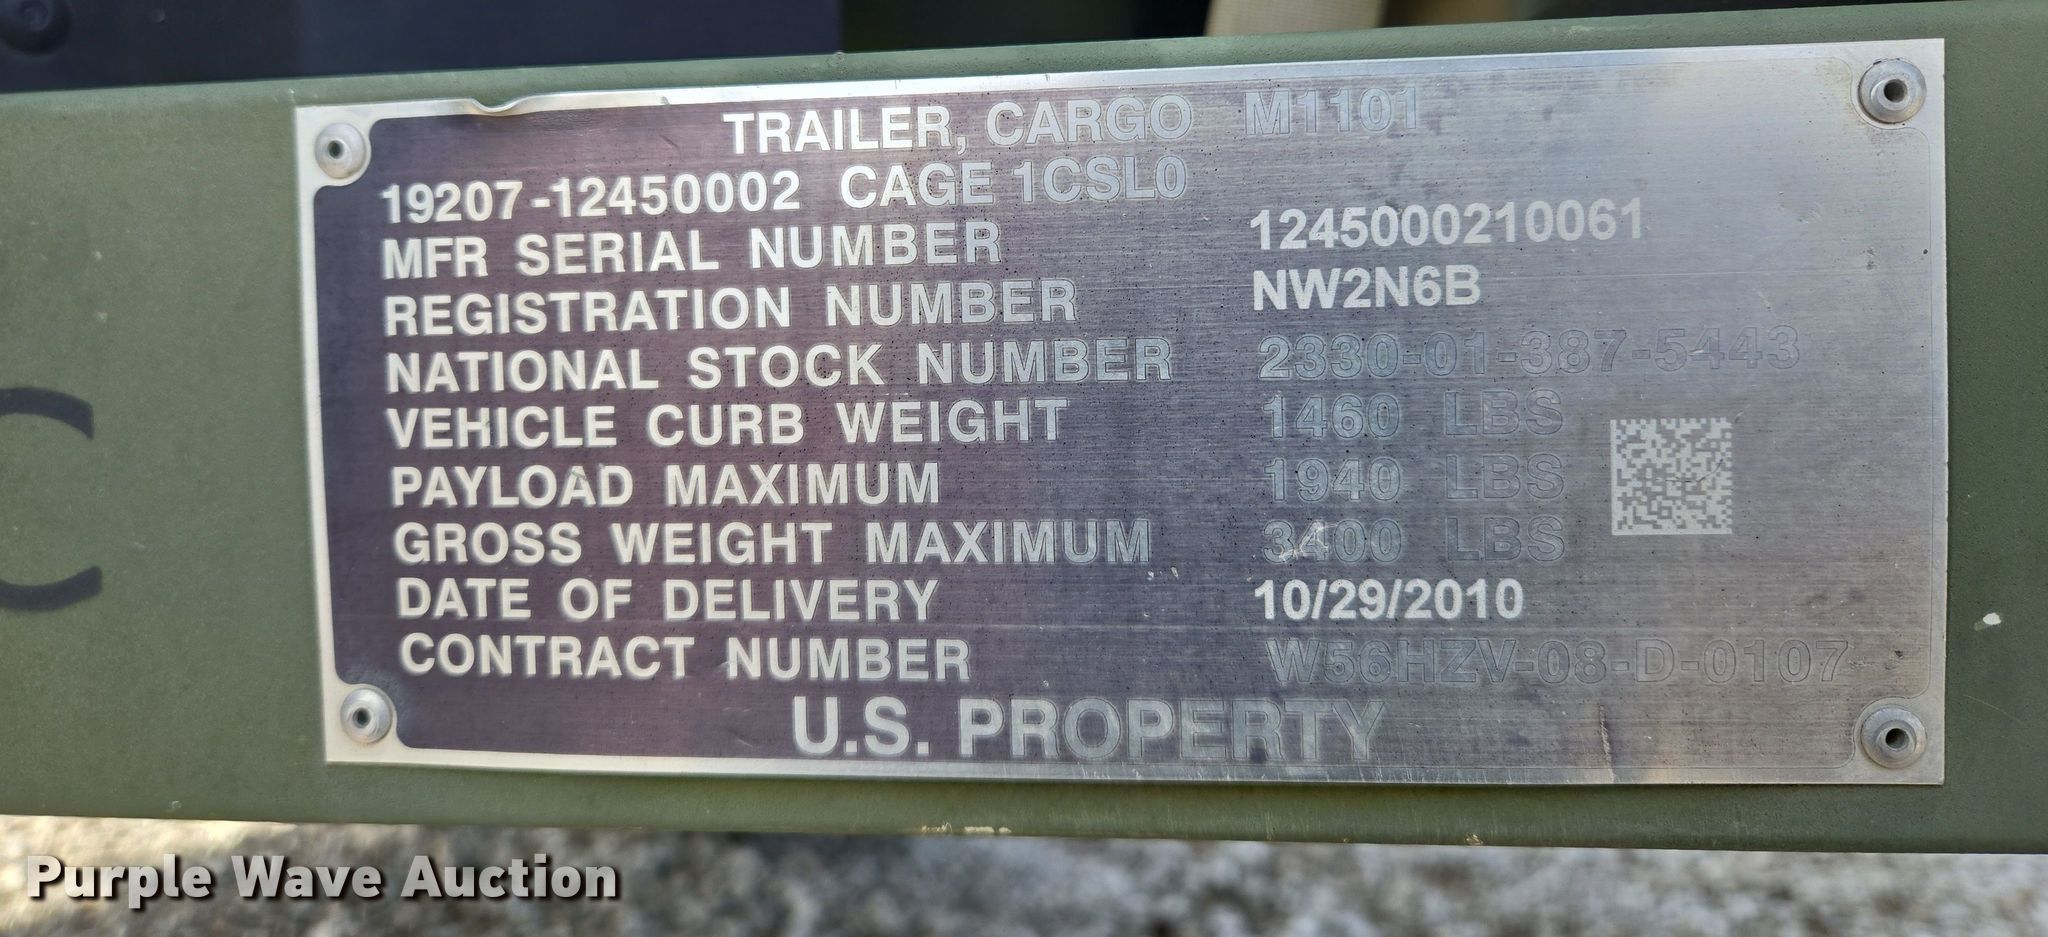 TRAILER, CARGO M1101
19207-12450002 CAGE 1CSL0
MFR SERIAL NUMBER 1245000210061
REGISTRATION NUMBER NW2N6B
NATIONAL STOCK NUMBER 2330-01-387-5443
VEHICLE CURB WEIGHT 1460 LBS
PAYLOAD MAXIMUM 1940 LBS
GROSS WEIGHT MAXIMUM 3400 LBS
DATE OF DELIVERY 10/29/2010
CONTRACT NUMBER W56HZV-08-D-0107
U.S. PROPERTY
C
Purple Wave Auction